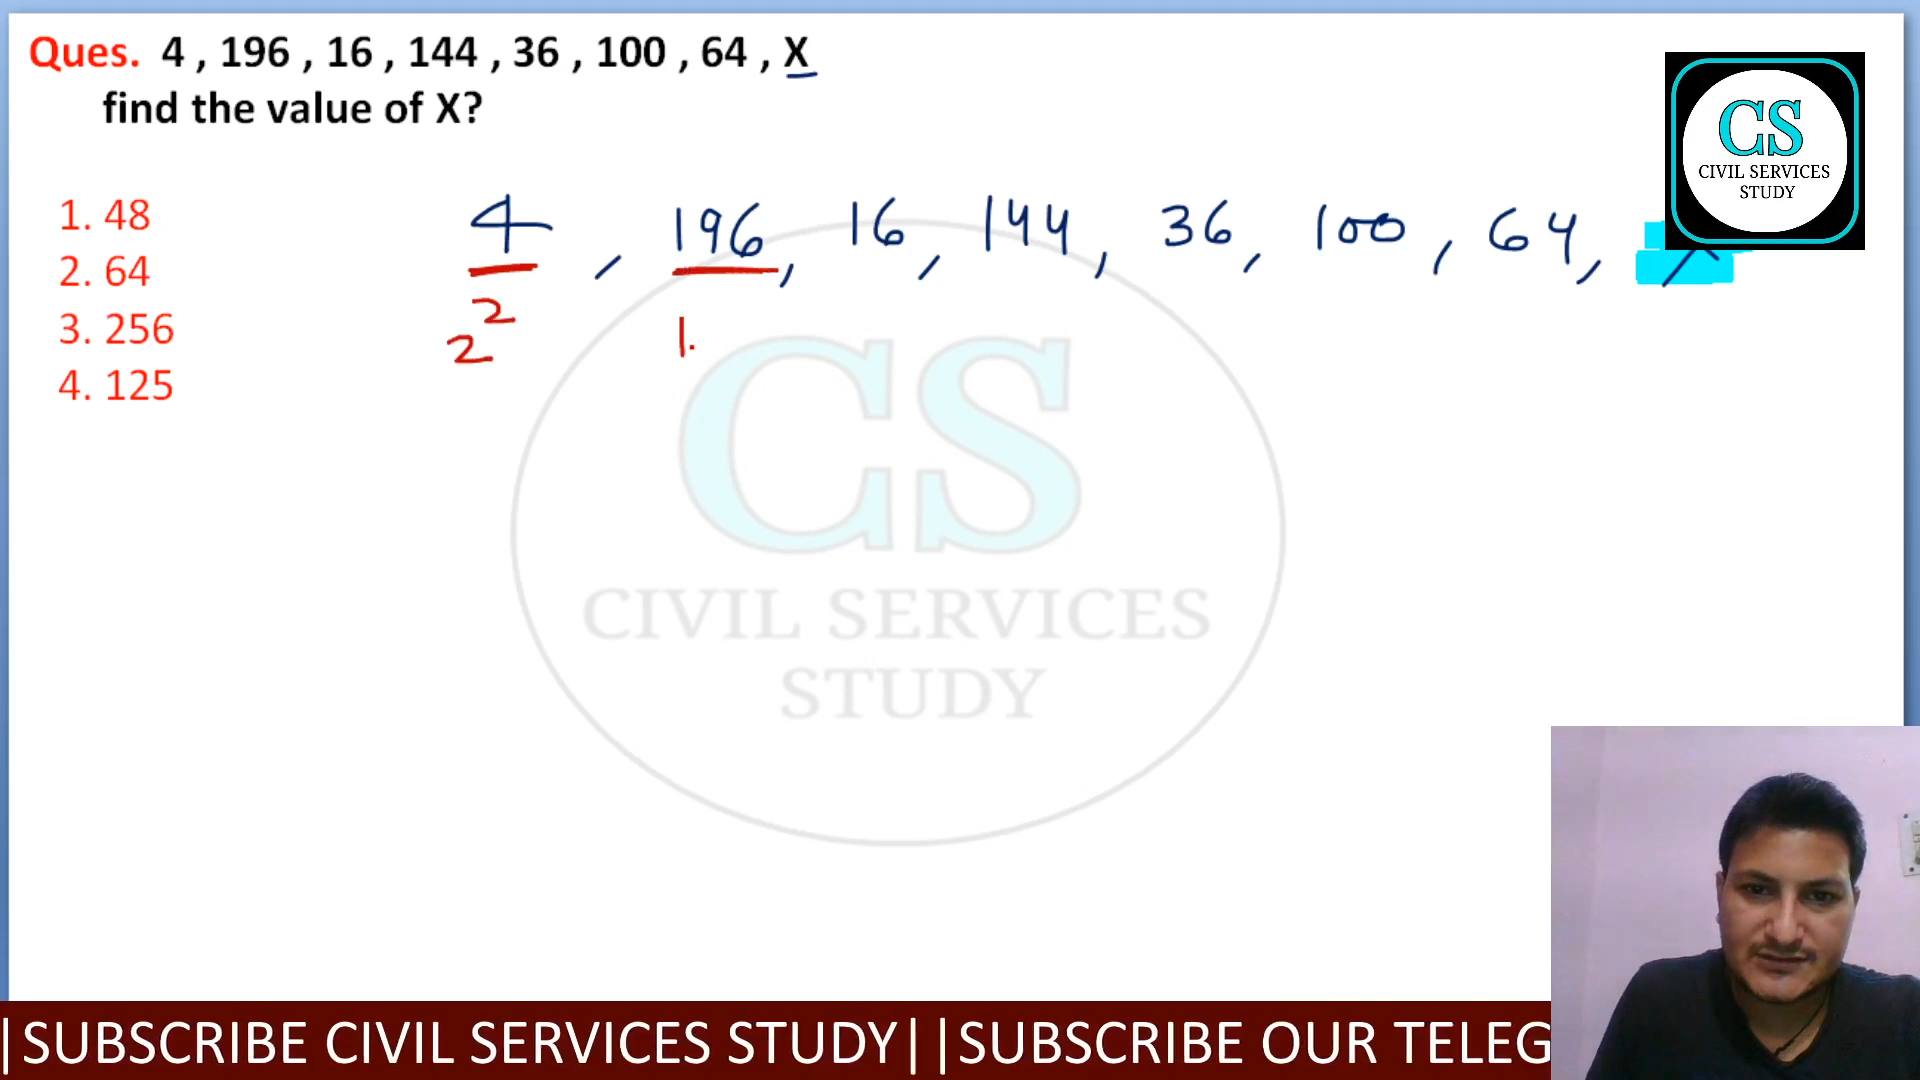 Ques. 4 , 196 , 16 , 144 , 36 , 100 , 64 , X
find the value of X?
CS
CIVIL SERVICES
STUDY
1. 48
2. 64
3. 256
4. 125
4 , 196 , 16 , 144 , 36 , 100 , 64 , X
2² 1.
CS
CIVIL SERVICES
STUDY
|SUBSCRIBE CIVIL SERVICES STUDY| |SUBSCRIBE OUR TELEG